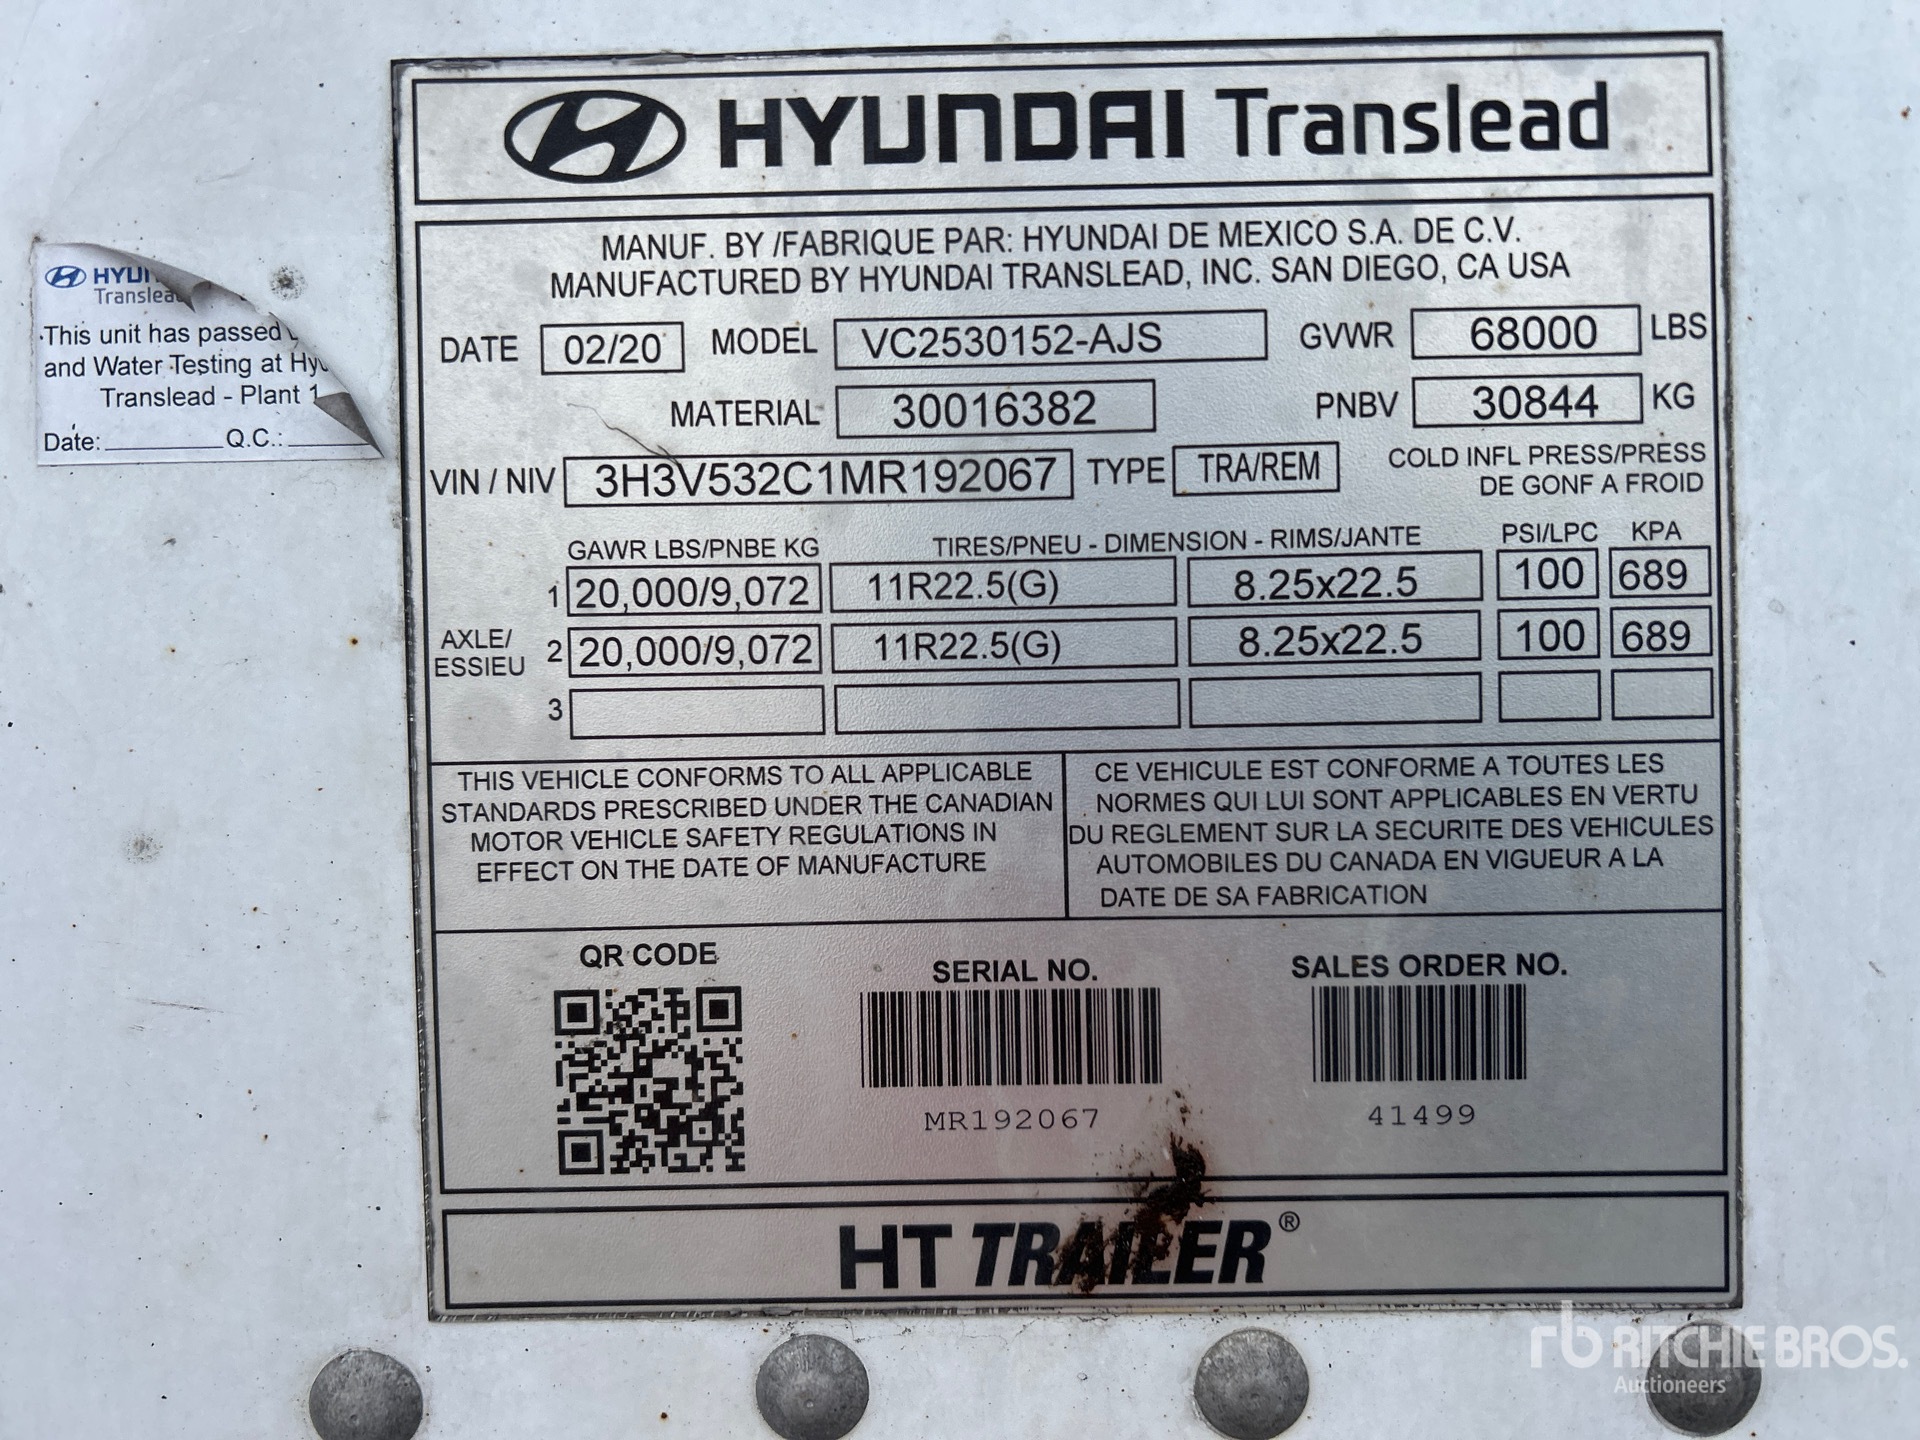 HYUNDAI Translead
MANUF. BY /FABRIQUE PAR: HYUNDAI DE MEXICO S.A. DE C.V.
MANUFACTURED BY HYUNDAI TRANSLEAD, INC. SAN DIEGO, CA USA
DATE 02/20 MODEL VC2530152-AJS GVWR 68000 LBS
MATERIAL 30016382 PNBV 30844 KG
VIN / NIV 3H3V532C1MR192067 TYPE TRA/REM COLD INFL PRESS/PRESS
DE GONF A FROID
GAWR LBS/PNBE KG TIRES/PNEU - DIMENSION - RIMS/JANTE PSI/LPC KPA
1 20,000/9,072 11R22.5(G) 8.25x22.5 100 689
AXLE/
ESSIEU
2 20,000/9,072 11R22.5(G) 8.25x22.5 100 689
3
THIS VEHICLE CONFORMS TO ALL APPLICABLE
STANDARDS PRESCRIBED UNDER THE CANADIAN
MOTOR VEHICLE SAFETY REGULATIONS IN
EFFECT ON THE DATE OF MANUFACTURE
CE VEHICULE EST CONFORME A TOUTES LES
NORMES QUI LUI SONT APPLICABLES EN VERTU
DU REGLEMENT SUR LA SECURITE DES VEHICULES
AUTOMOBILES DU CANADA EN VIGUEUR A LA
DATE DE SA FABRICATION
QR CODE
SERIAL NO.
MR192067
SALES ORDER NO.
41499
HT TRAILER®
This unit has passed
and Water Testing at
Translead - Plant 1
Date: Q.C.:
rb RITCHIE BROS.
Auctioneers